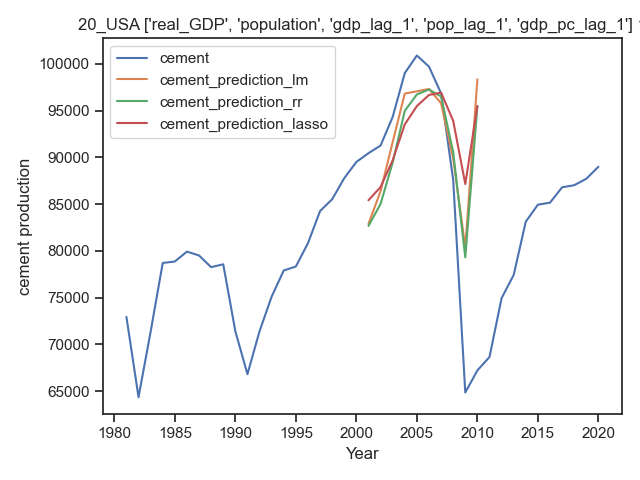 20_USA ['real_GDP', 'population', 'gdp_lag_1', 'pop_lag_1', 'gdp_pc_lag_1']
cement
cement_prediction_lm
cement_prediction_rr
cement_prediction_lasso
100000
95000
90000
85000
80000
75000
70000
65000
cement production
1980 1985 1990 1995 2000 2005 2010 2015 2020
Year